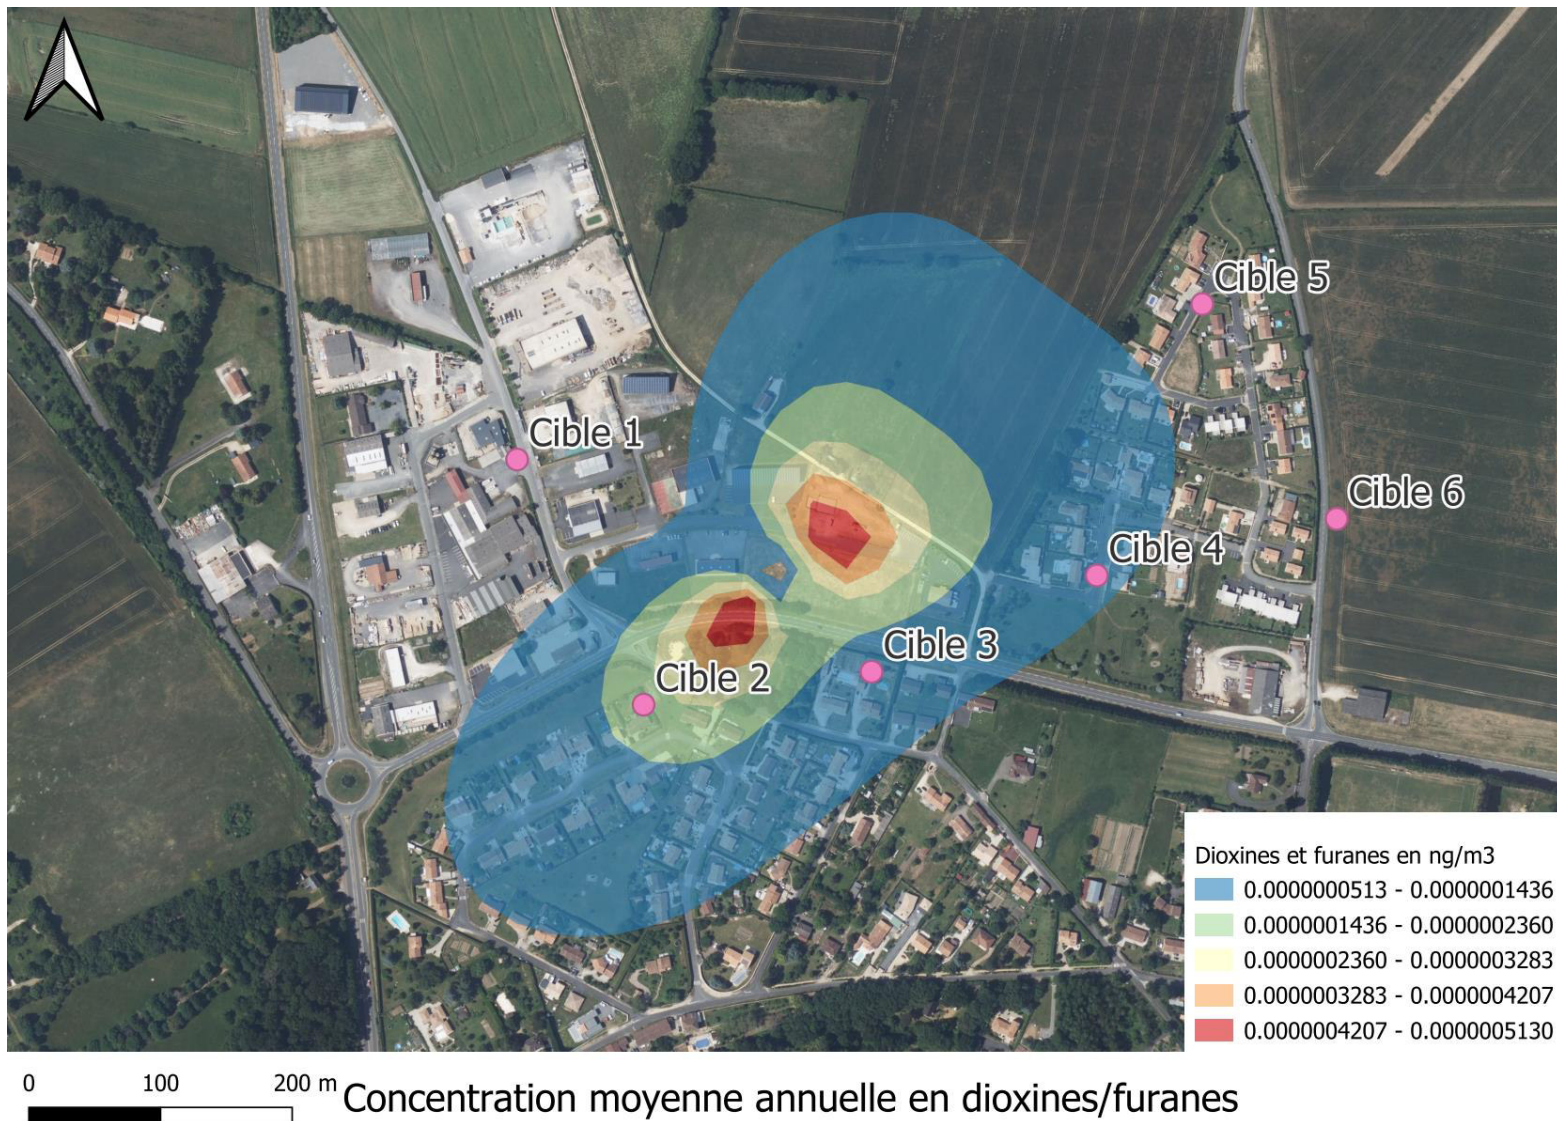 Cible 5
Cible 1
Cible 6
Cible 4
Cible 3
Cible 2
Dioxines et furanes en ng/m3
0.0000000513 - 0.0000001436
0.0000001436 - 0.0000002360
0.0000002360 - 0.0000003283
0.0000003283 - 0.0000004207
0.0000004207 - 0.0000005130
0 100 200 m
Concentration moyenne annuelle en dioxines/furanes